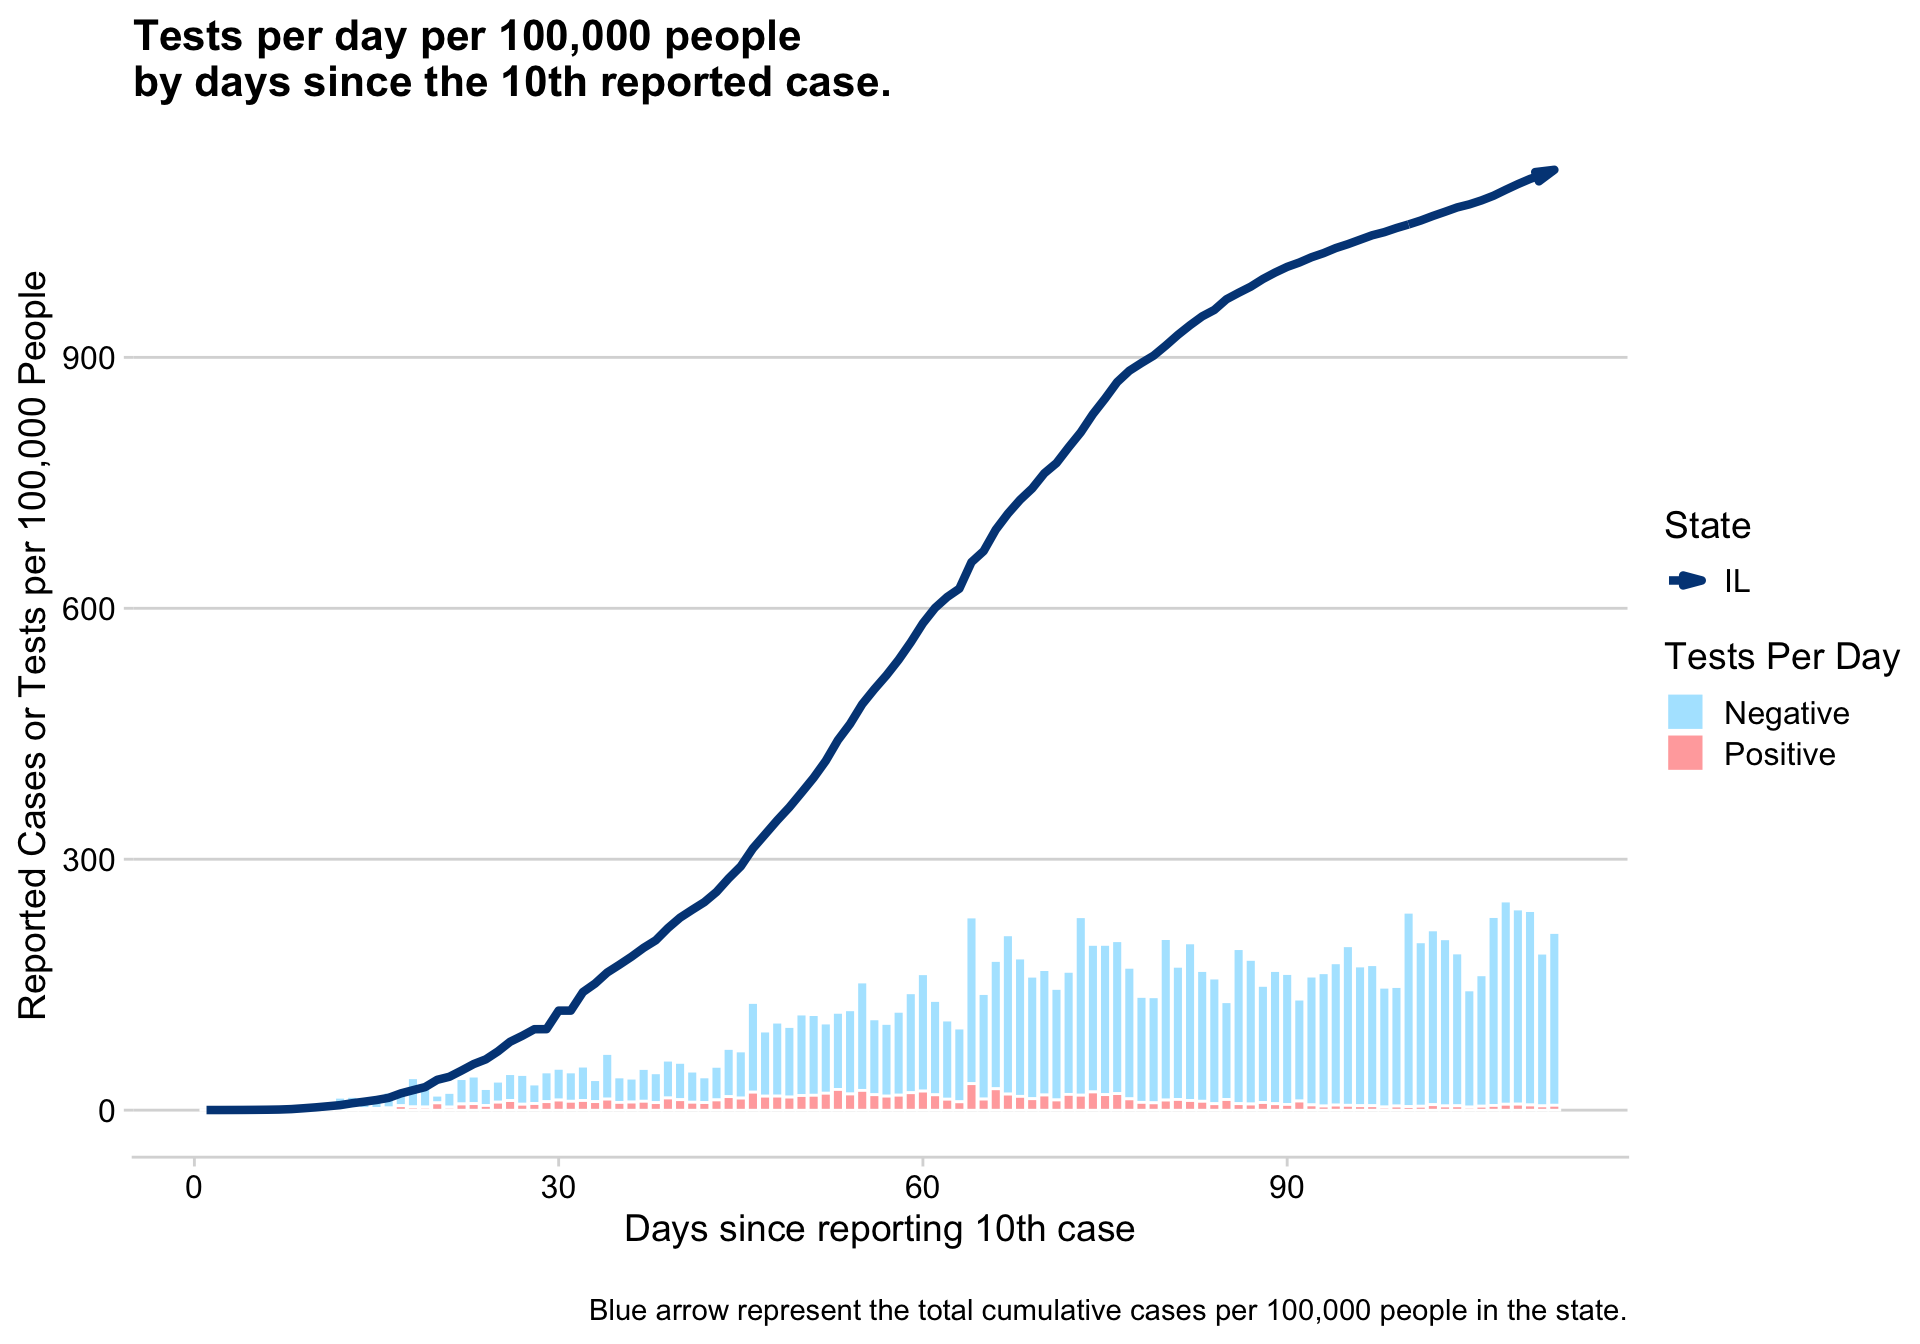 Tests per day per 100,000 people
by days since the 10th reported case.
Reported Cases or Tests per 100,000 People
900
600
300
0
0
30
60
90
Days since reporting 10th case
State
IL
Tests Per Day
Negative
Positive
Blue arrow represent the total cumulative cases per 100,000 people in the state.